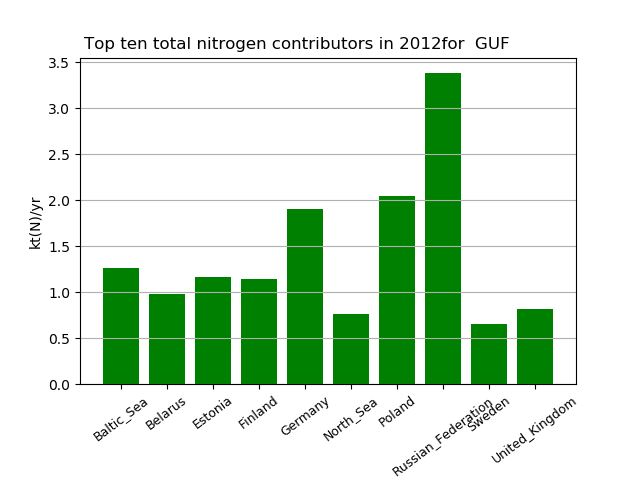 Top ten total nitrogen contributors in 2012for  GUF
kt(N)/yr
3.5
3.0
2.5
2.0
1.5
1.0
0.5
0.0
Baltic_Sea
Belarus
Estonia
Finland
Germany
North_Sea
Poland
Russian_Federation
Sweden
United_Kingdom